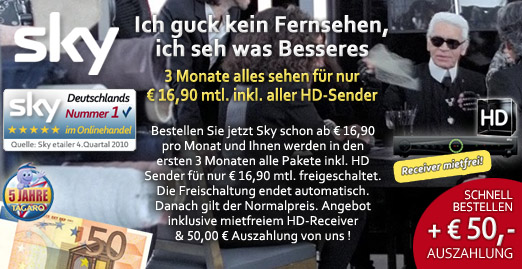 sky
Ich guck kein Fernsehen,
ich seh was Besseres
3 Monate alles sehen für nur
€ 16,90 mtl. inkl. aller HD-Sender
sky
Deutschlands
Nummer 1
im Onlinehandel
Quelle: Sky etailer 4.Quartal 2010
Bestellen Sie jetzt Sky schon ab € 16,90
pro Monat und Ihnen werden in den
ersten 3 Monaten alle Pakete inkl. HD
Sender für nur € 16,90 mtl. freigeschaltet.
Die Freischaltung endet automatisch.
Danach gilt der Normalpreis. Angebot
inklusive mietfreiem HD-Receiver
& 50,00 € Auszahlung von uns !
HD
Receiver mietfrei!
5 JAHRE
TAGARO
50
SCHNELL
BESTELLEN
+ € 50,-
AUSZAHLUNG